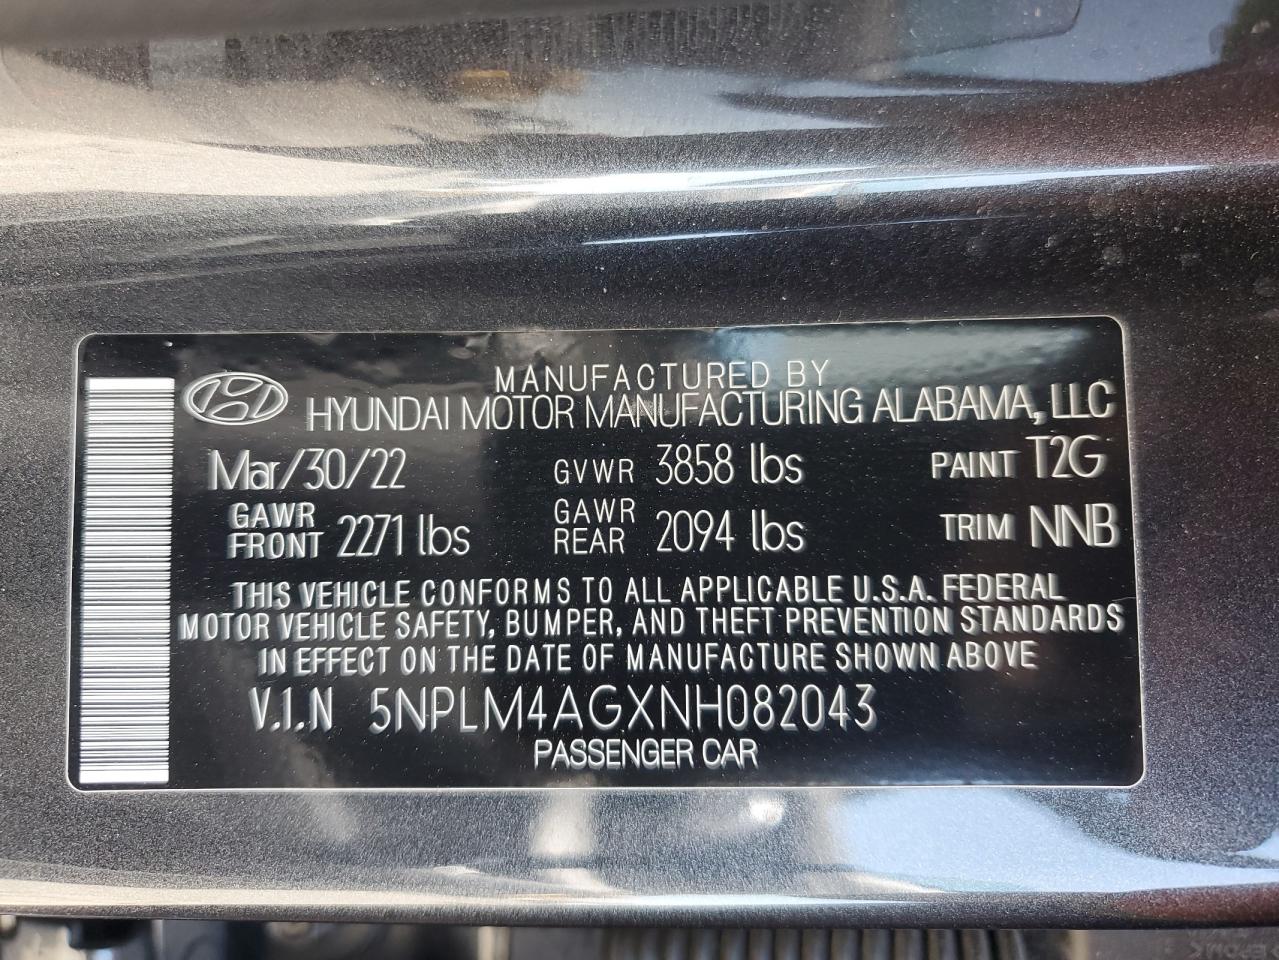 MANUFACTURED BY
HYUNDAI MOTOR MANUFACTURING ALABAMA, LLC
Mar/30/22 GVWR 3858 lbs PAINT T2G
GAWR FRONT 2271 lbs GAWR REAR 2094 lbs TRIM NNB
THIS VEHICLE CONFORMS TO ALL APPLICABLE U.S.A. FEDERAL
MOTOR VEHICLE SAFETY, BUMPER, AND THEFT PREVENTION STANDARDS
IN EFFECT ON THE DATE OF MANUFACTURE SHOWN ABOVE
V.I.N 5NPLM4AGXNH082043
PASSENGER CAR